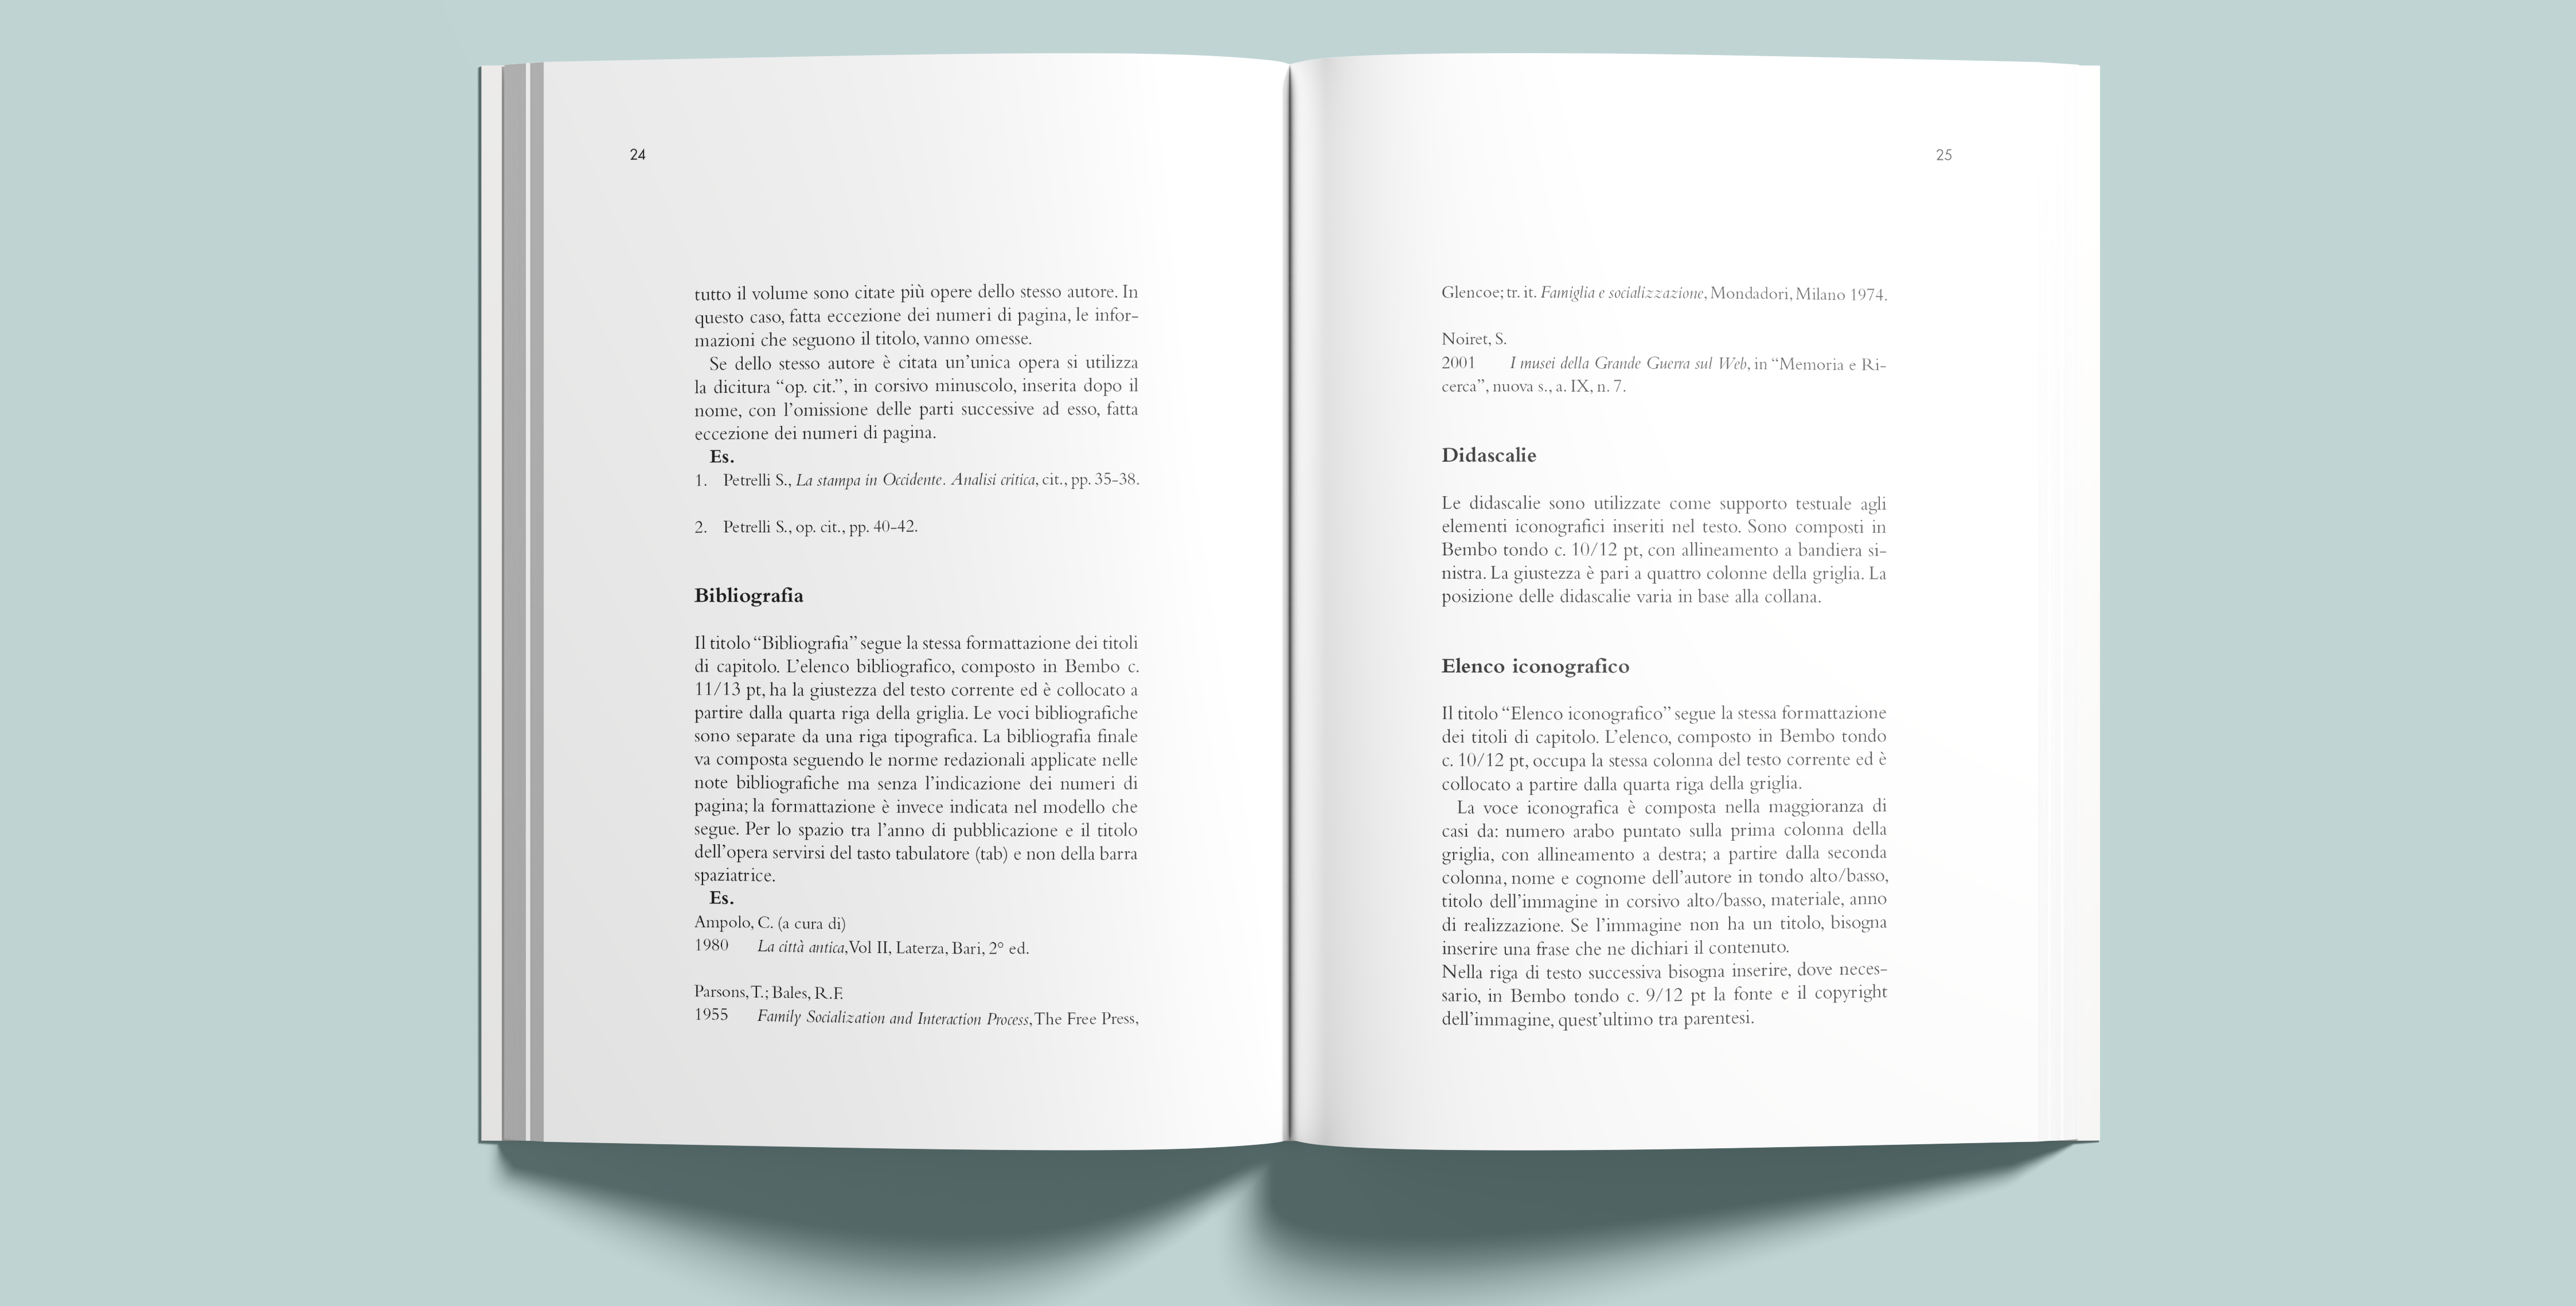 24
tutto il volume sono citate più opere dello stesso autore. In
questo caso, fatta eccezione dei numeri di pagina, le infor-
mazioni che seguono il titolo, vanno omesse.
Se dello stesso autore è citata un’unica opera si utilizza
la dicitura “op. cit.”, in corsivo minuscolo, inserita dopo il
nome, con l’omissione delle parti successive ad esso, fatta
eccezione dei numeri di pagina.
Es.
1. Petrelli S., La stampa in Occidente. Analisi critica, cit., pp. 35-38.
2. Petrelli S., op. cit., pp. 40-42.
Bibliografia
Il titolo “Bibliografia” segue la stessa formattazione dei titoli
di capitolo. L’elenco bibliografico, composto in Bembo c.
11/13 pt, ha la giustezza del testo corrente ed è collocato a
partire dalla quarta riga della griglia. Le voci bibliografiche
sono separate da una riga tipografica. La bibliografia finale
va composta seguendo le norme redazionali applicate nelle
note bibliografiche ma senza l’indicazione dei numeri di
pagina; la formattazione è invece indicata nel modello che
segue. Per lo spazio tra l’anno di pubblicazione e il titolo
dell’opera servirsi del tasto tabulatore (tab) e non della barra
spaziatrice.
Es.
Ampolo, C. (a cura di)
1980 La città antica, Vol II, Laterza, Bari, 2° ed.
Parsons, T.; Bales, R.F.
1955 Family Socialization and Interaction Process, The Free Press,
25
Glencoe; tr. it. Famiglia e socializzazione, Mondadori, Milano 1974.
Noiret, S.
2001 I musei della Grande Guerra sul Web, in “Memoria e Ri-
cerca”, nuova s., a. IX, n. 7.
Didascalie
Le didascalie sono utilizzate come supporto testuale agli
elementi iconografici inseriti nel testo. Sono composti in
Bembo tondo c. 10/12 pt, con allineamento a bandiera si-
nistra. La giustezza è pari a quattro colonne della griglia. La
posizione delle didascalie varia in base alla collana.
Elenco iconografico
Il titolo “Elenco iconografico” segue la stessa formattazione
dei titoli di capitolo. L’elenco, composto in Bembo tondo
c. 10/12 pt, occupa la stessa colonna del testo corrente ed è
collocato a partire dalla quarta riga della griglia.
La voce iconografica è composta nella maggioranza di
casi da: numero arabo puntato sulla prima colonna della
griglia, con allineamento a destra; a partire dalla seconda
colonna, nome e cognome dell’autore in tondo alto/basso,
titolo dell’immagine in corsivo alto/basso, materiale, anno
di realizzazione. Se l’immagine non ha un titolo, bisogna
inserire una frase che ne dichiari il contenuto.
Nella riga di testo successiva bisogna inserire, dove neces-
sario, in Bembo tondo c. 9/12 pt la fonte e il copyright
dell’immagine, quest’ultimo tra parentesi.